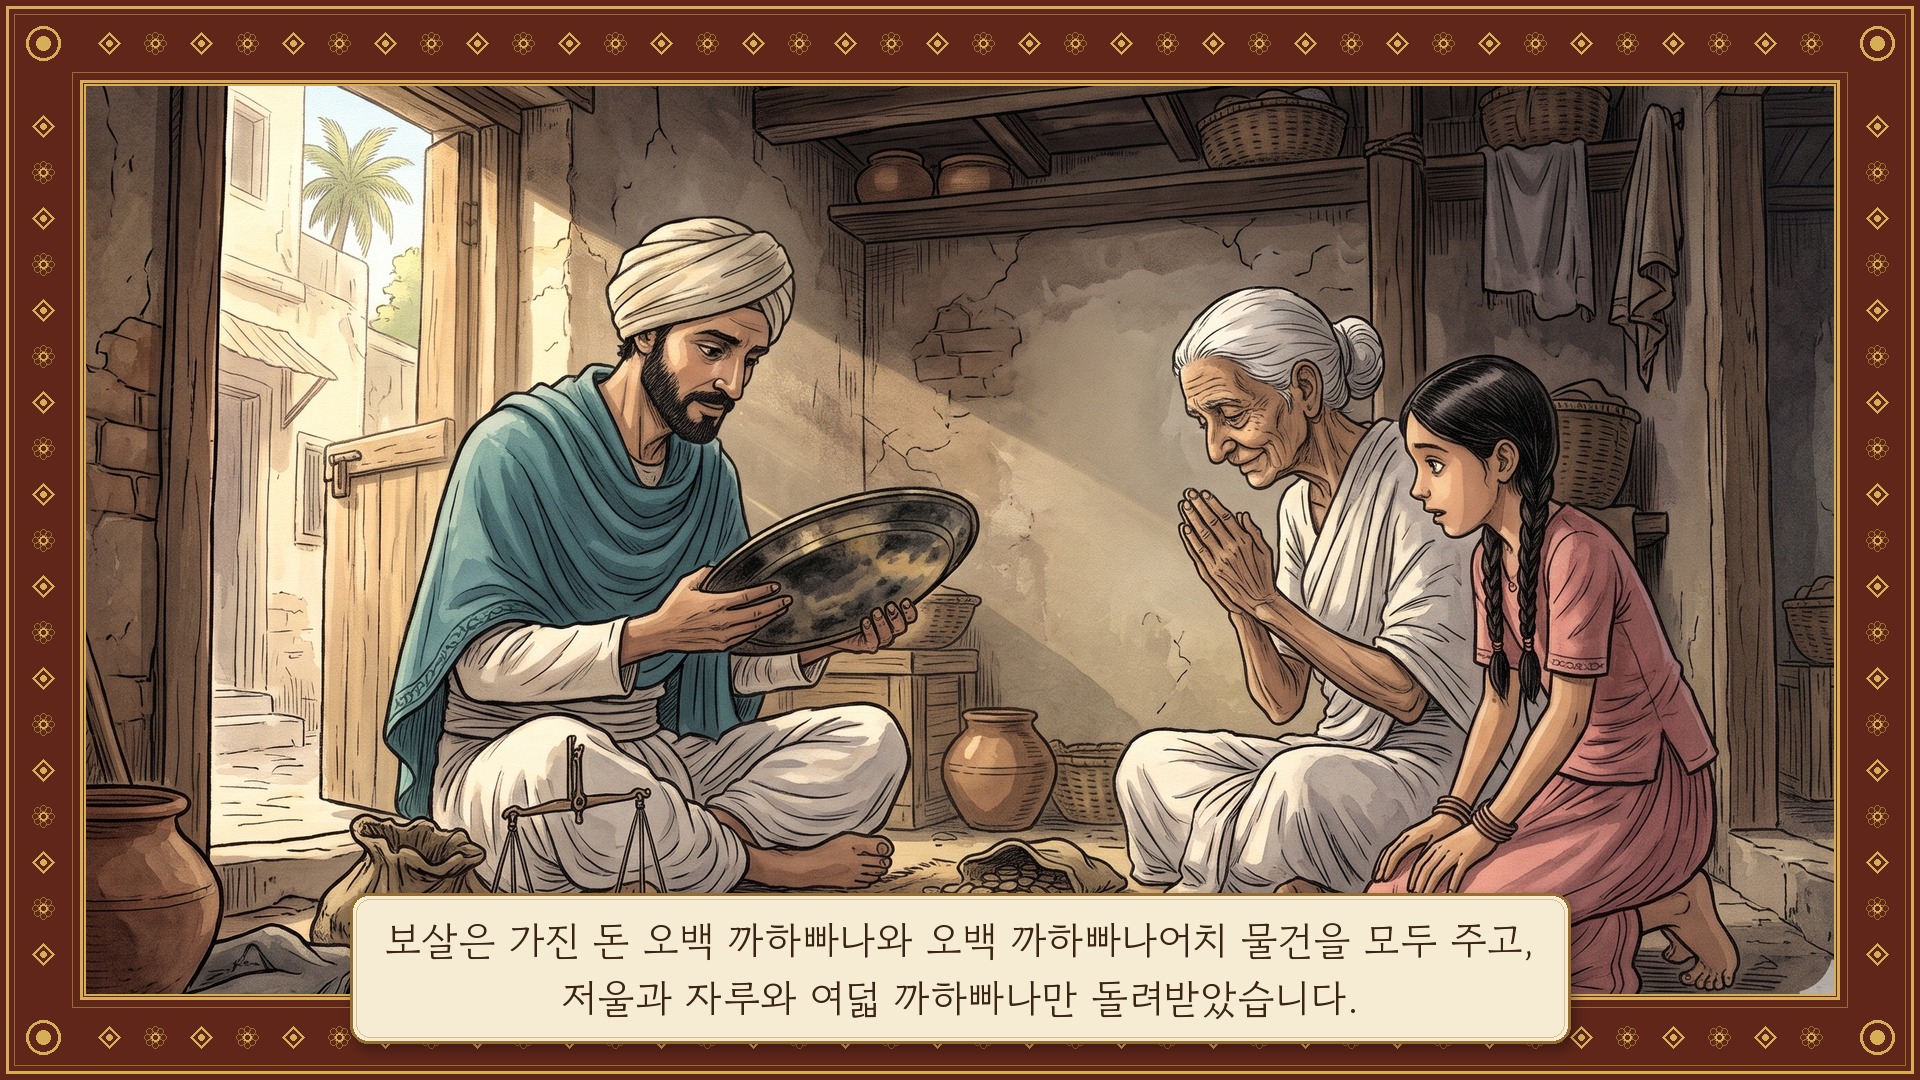 보살은 가진 돈 오백 까하빠나와 오백 까하빠나어치 물건을 모두 주고,
저울과 자루와 여덟 까하빠나만 돌려받았습니다.